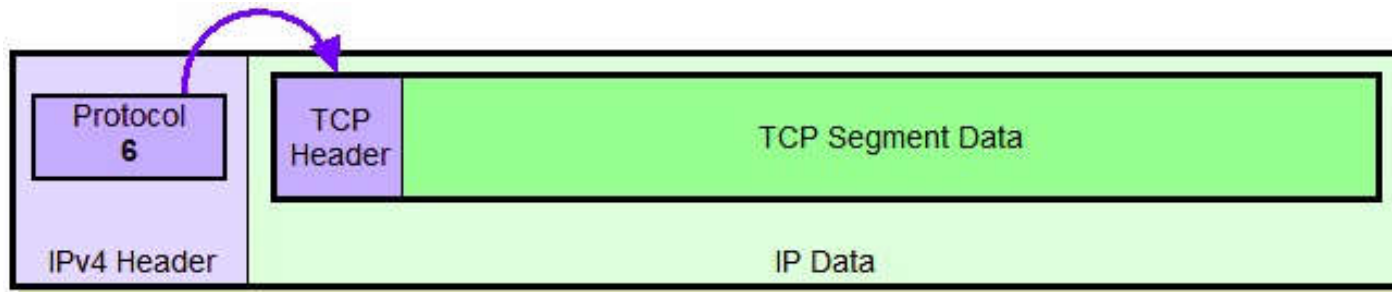 Protocol
6
TCP
Header
TCP Segment Data
IPv4 Header
IP Data